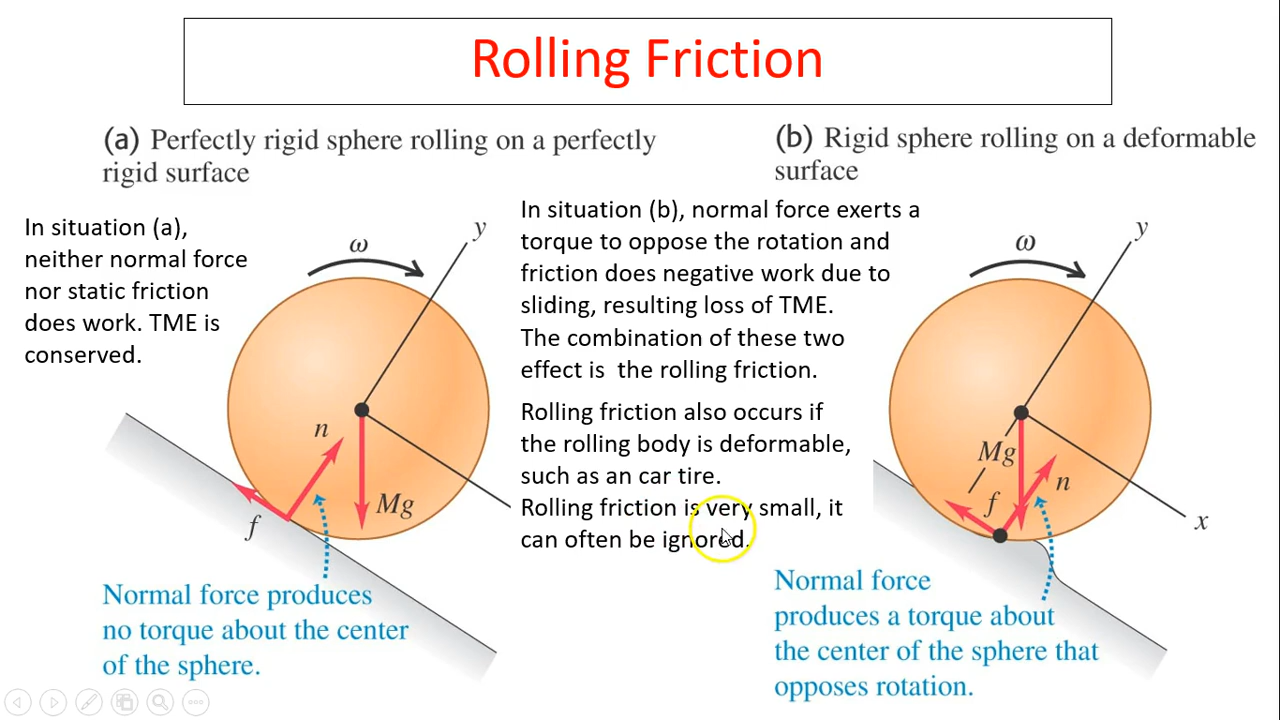 Rolling Friction
(a) Perfectly rigid sphere rolling on a perfectly
rigid surface
In situation (a),
neither normal force
nor static friction
does work. TME is
conserved.
ω
y
n
f
Mg
Normal force produces
no torque about the center
of the sphere.
In situation (b), normal force exerts a
torque to oppose the rotation and
friction does negative work due to
sliding, resulting loss of TME.
The combination of these two
effect is the rolling friction.
Rolling friction also occurs if
the rolling body is deformable,
such as an car tire.
Rolling friction is very small, it
can often be ignored.
(b) Rigid sphere rolling on a deformable
surface
ω
y
Mg
n
f
x
Normal force
produces a torque about
the center of the sphere that
opposes rotation.